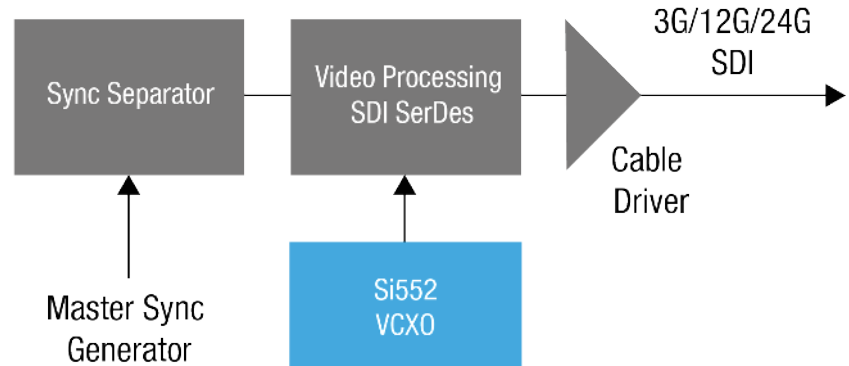 3G/12G/24G
SDI
Sync Separator
Video Processing
SDI SerDes
Cable
Driver
Master Sync
Generator
Si552
VCXO